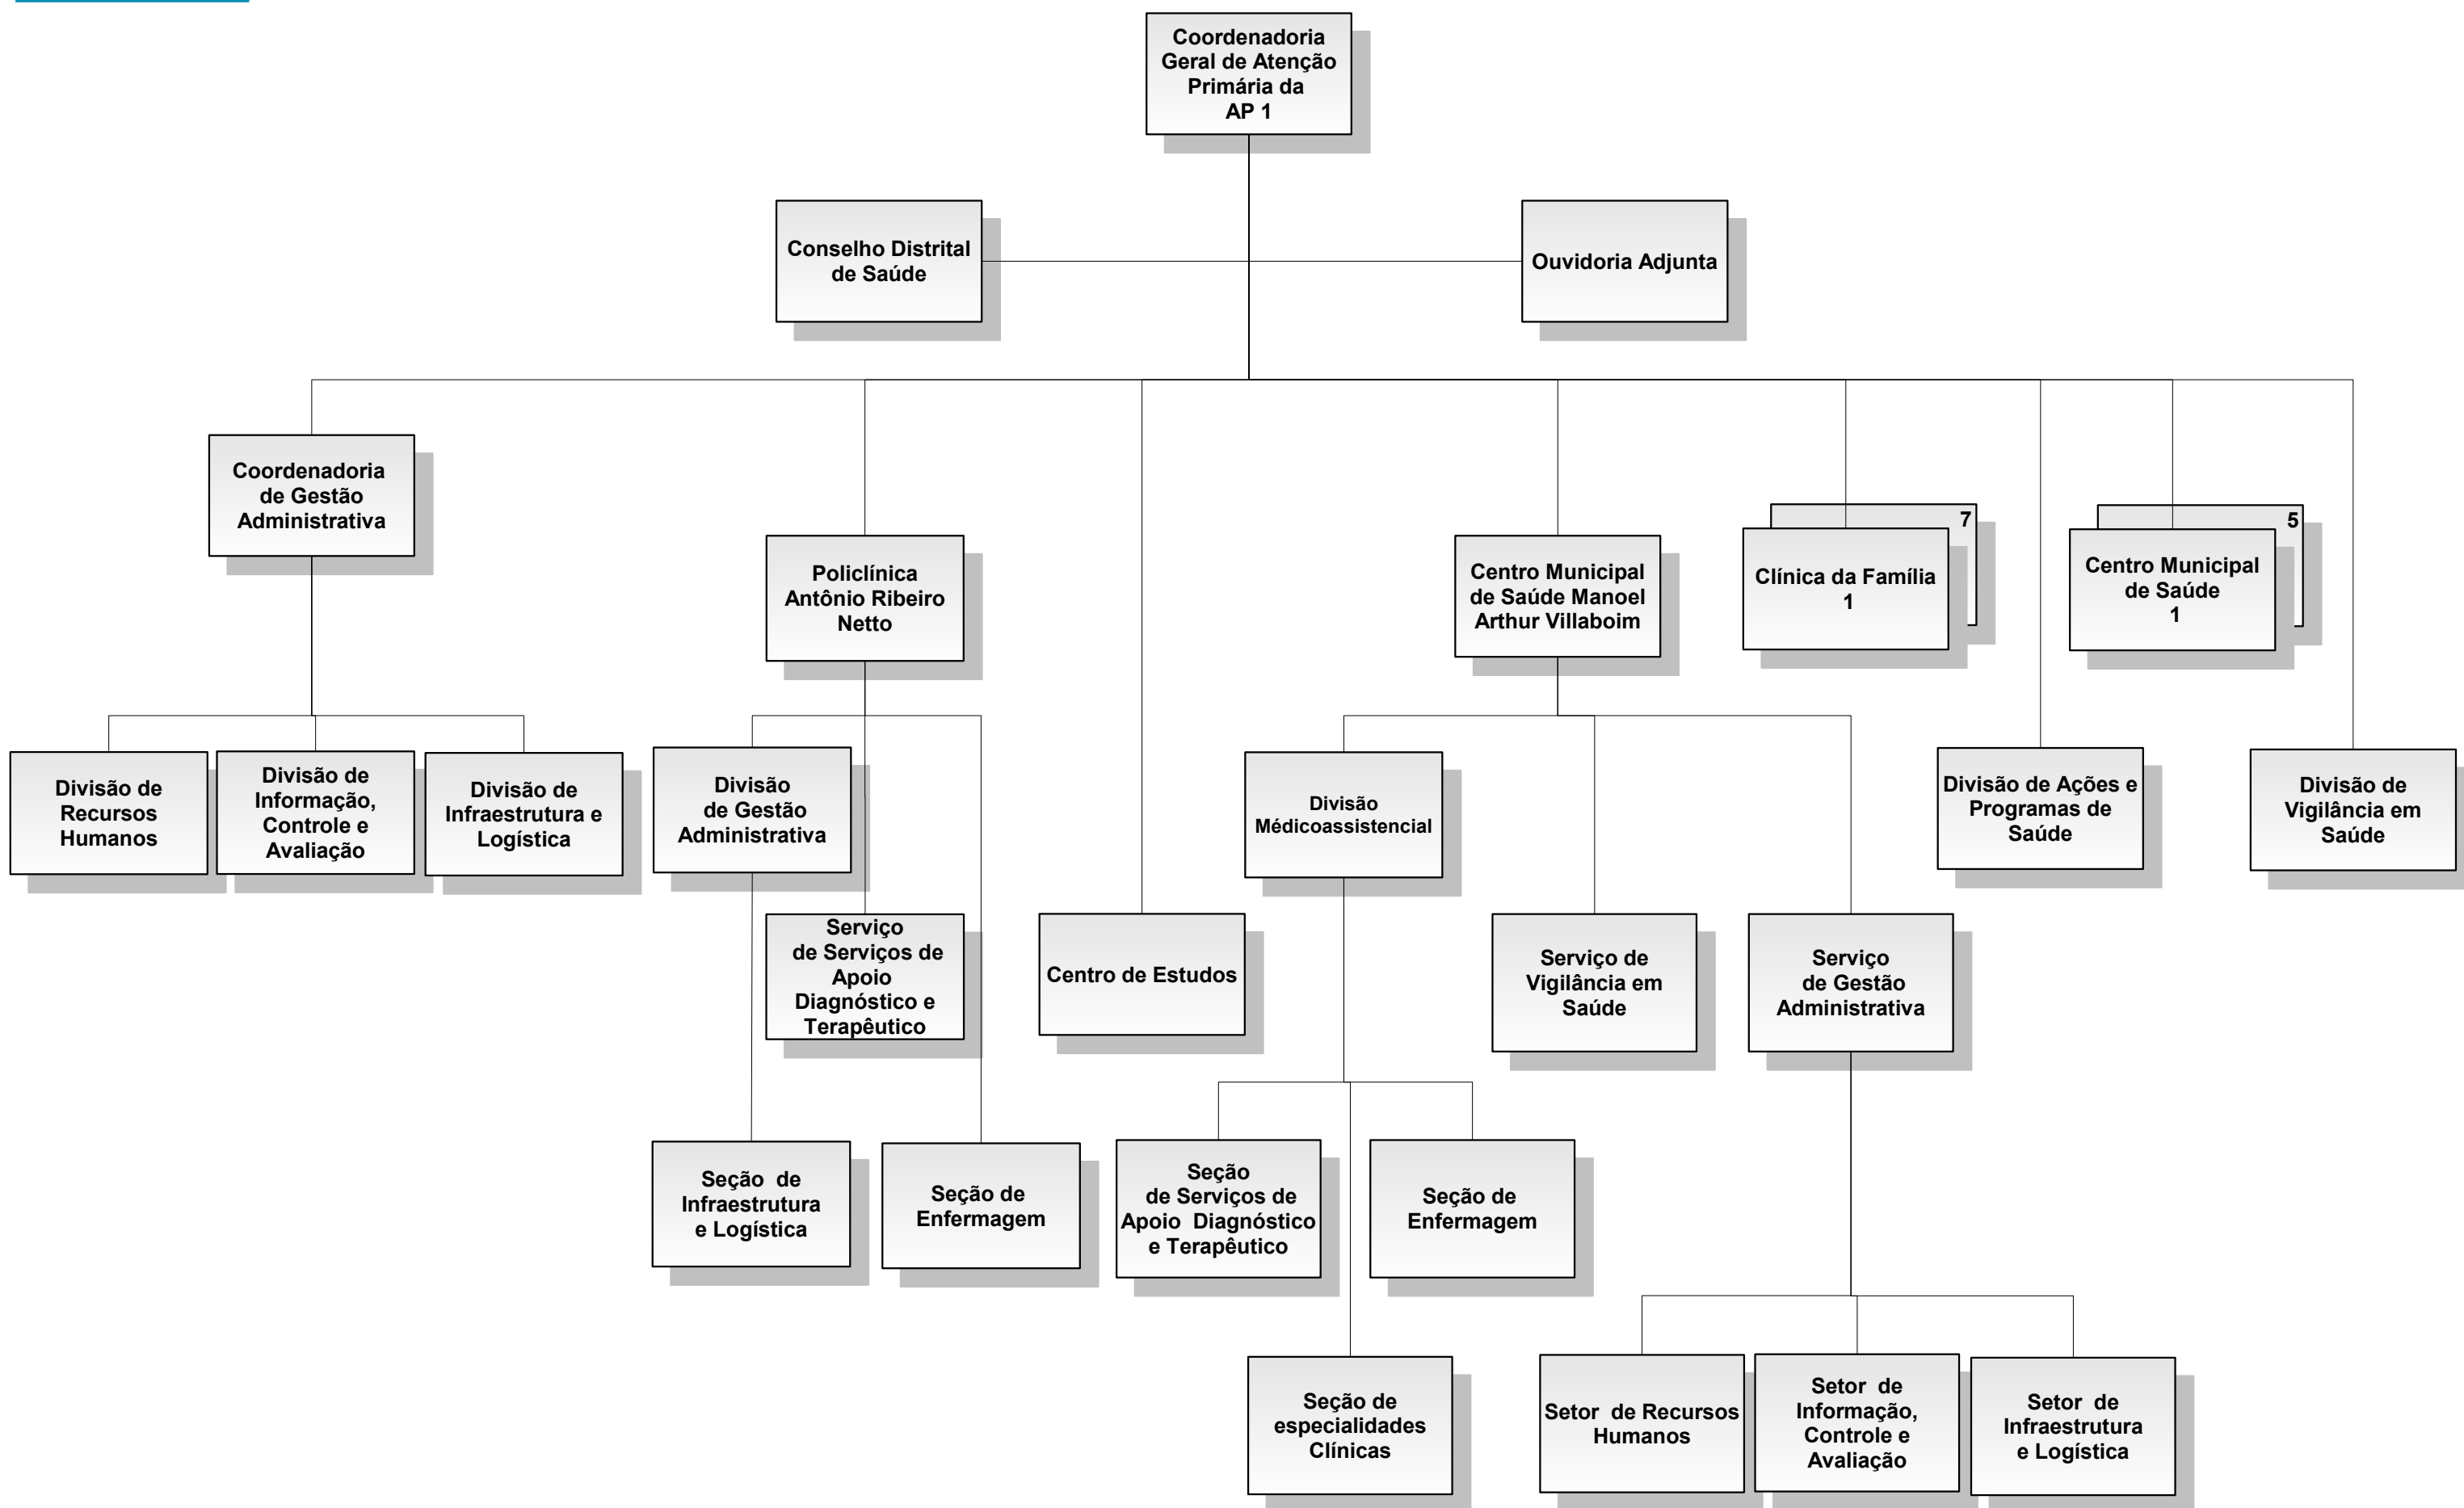 Coordenadoria
Geral de Atenção
Primária da
AP 1
Conselho Distrital
de Saúde
Ouvidoria Adjunta
Coordenadoria
de Gestão
Administrativa
Policlínica
Antônio Ribeiro
Netto
Centro Municipal
de Saúde Manoel
Arthur Villaboim
7
Clínica da Família
1
5
Centro Municipal
de Saúde
1
Divisão de
Recursos
Humanos
Divisão de
Informação,
Controle e
Avaliação
Divisão de
Infraestrutura e
Logística
Divisão
de Gestão
Administrativa
Divisão
Médicoassistencial
Divisão de Ações e
Programas de
Saúde
Divisão de
Vigilância em
Saúde
Serviço
de Serviços de
Apoio
Diagnóstico e
Terapêutico
Centro de Estudos
Serviço de
Vigilância em
Saúde
Serviço
de Gestão
Administrativa
Seção de
Infraestrutura
e Logística
Seção de
Enfermagem
Seção
de Serviços de
Apoio Diagnóstico
e Terapêutico
Seção de
Enfermagem
Seção de
especialidades
Clínicas
Setor de Recursos
Humanos
Setor de
Informação,
Controle e
Avaliação
Setor de
Infraestrutura
e Logística